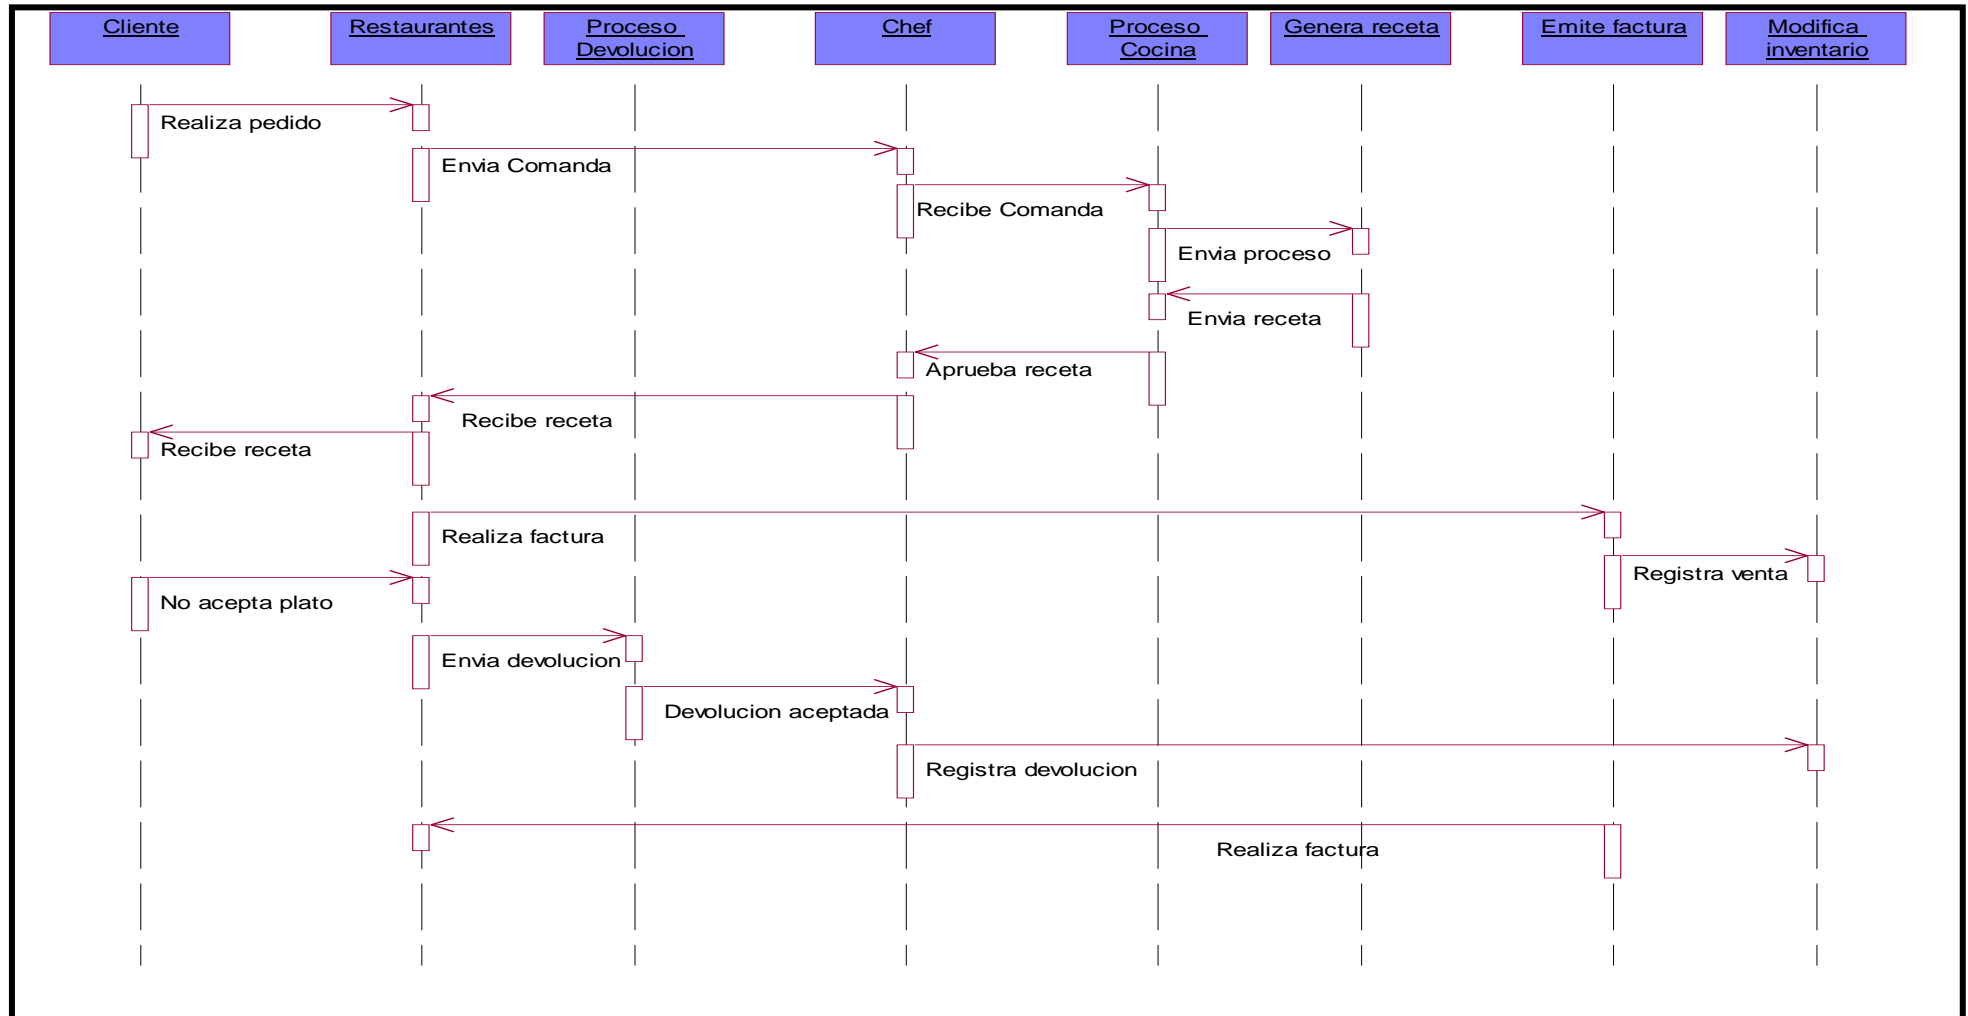 Cliente
Restaurantes
Proceso
Devolucion
Chef
Proceso
Cocina
Genera receta
Emite factura
Modifica
inventario
Realiza pedido
Envia Comanda
Recibe Comanda
Envia proceso
Envia receta
Aprueba receta
Recibe receta
Recibe receta
Realiza factura
Registra venta
No acepta plato
Envia devolucion
Devolucion aceptada
Registra devolucion
Realiza factura